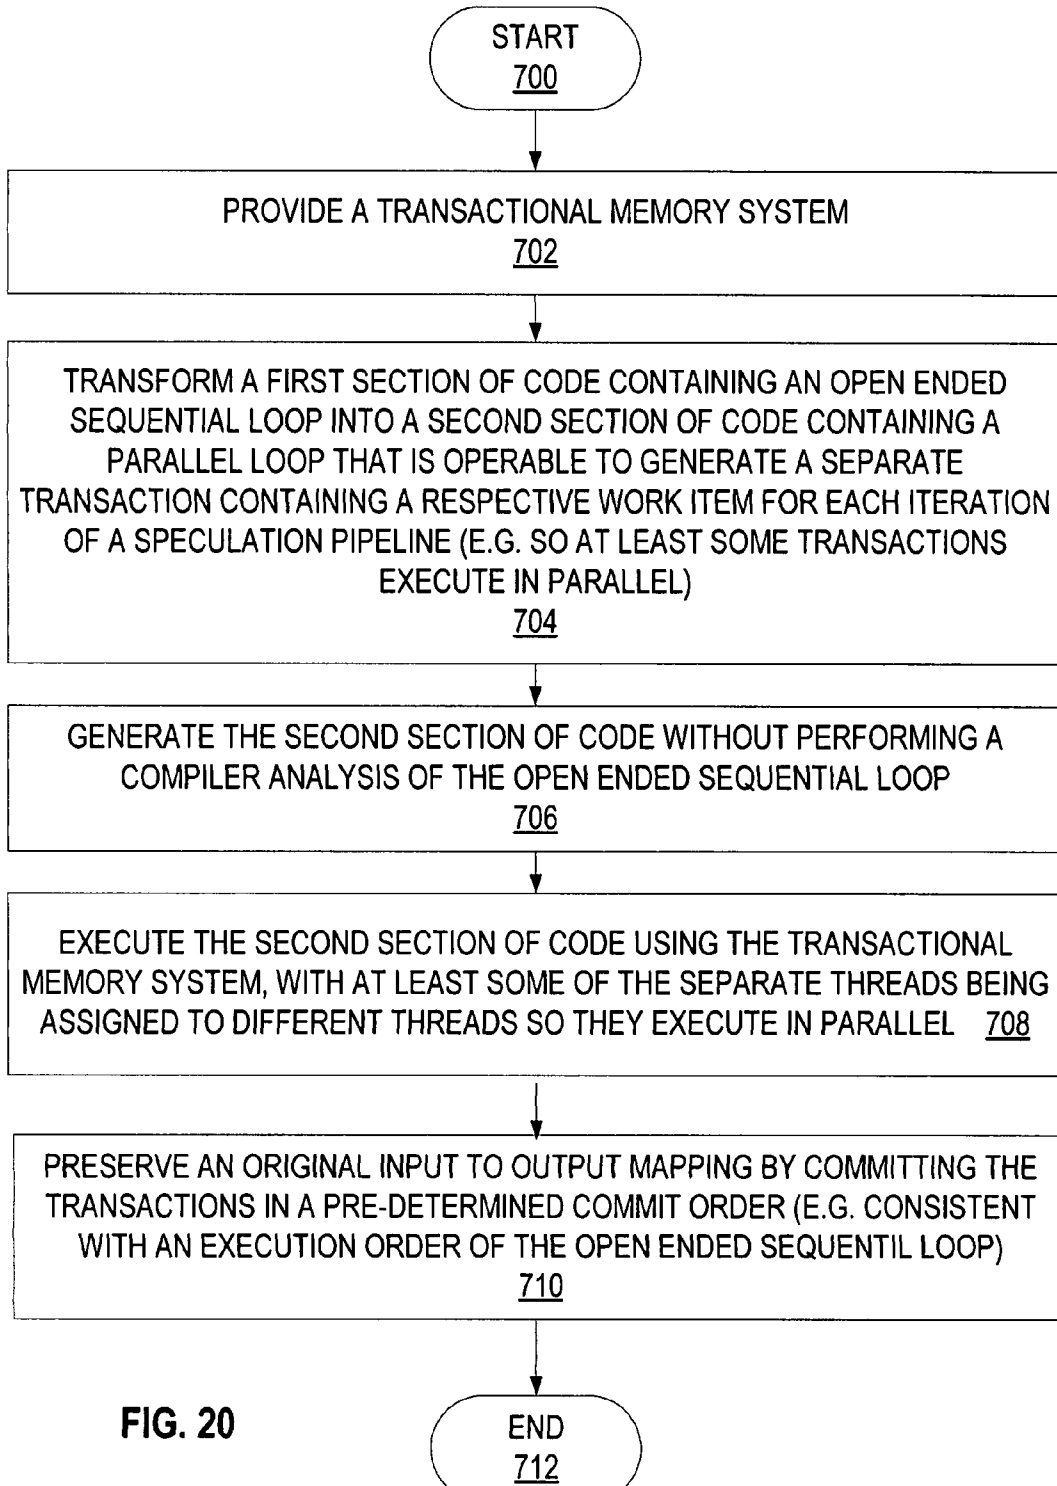 START
700
PROVIDE A TRANSACTIONAL MEMORY SYSTEM
702
TRANSFORM A FIRST SECTION OF CODE CONTAINING AN OPEN ENDED
SEQUENTIAL LOOP INTO A SECOND SECTION OF CODE CONTAINING A
PARALLEL LOOP THAT IS OPERABLE TO GENERATE A SEPARATE
TRANSACTION CONTAINING A RESPECTIVE WORK ITEM FOR EACH ITERATION
OF A SPECULATION PIPELINE (E.G. SO AT LEAST SOME TRANSACTIONS
EXECUTE IN PARALLEL)
704
GENERATE THE SECOND SECTION OF CODE WITHOUT PERFORMING A
COMPILER ANALYSIS OF THE OPEN ENDED SEQUENTIAL LOOP
706
EXECUTE THE SECOND SECTION OF CODE USING THE TRANSACTIONAL
MEMORY SYSTEM, WITH AT LEAST SOME OF THE SEPARATE THREADS BEING
ASSIGNED TO DIFFERENT THREADS SO THEY EXECUTE IN PARALLEL 708
PRESERVE AN ORIGINAL INPUT TO OUTPUT MAPPING BY COMMITTING THE
TRANSACTIONS IN A PRE-DETERMINED COMMIT ORDER (E.G. CONSISTENT
WITH AN EXECUTION ORDER OF THE OPEN ENDED SEQUENTIL LOOP)
710
FIG. 20
END
712